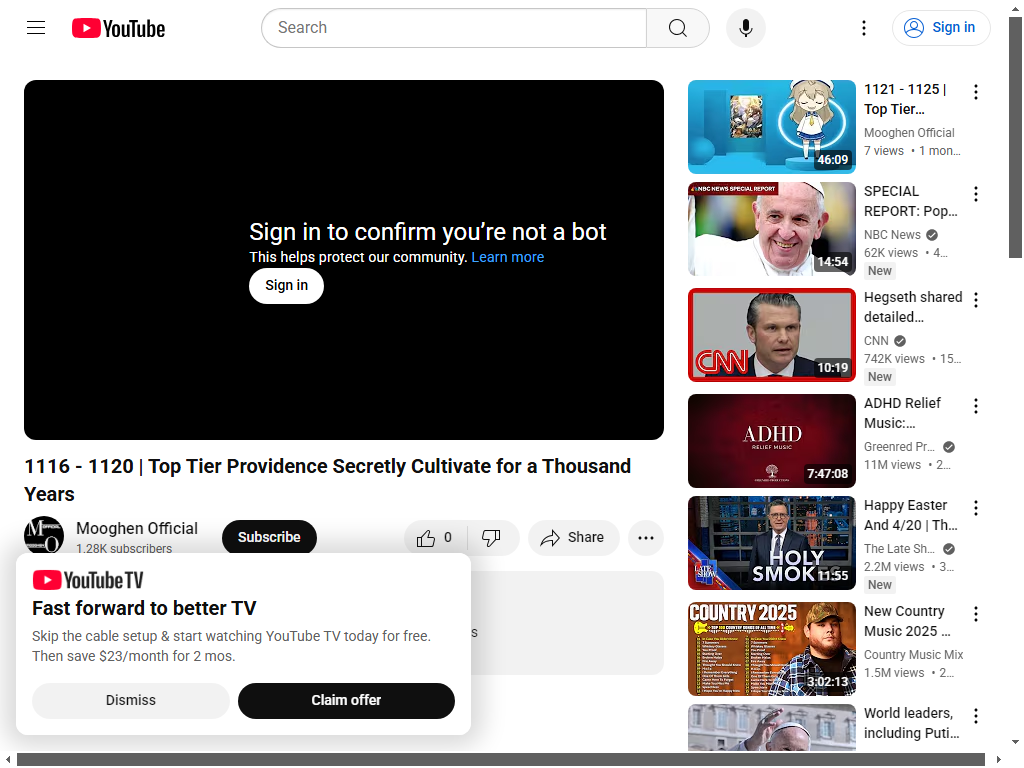 YouTube
Search
Sign in
Sign in to confirm you’re not a bot
This helps protect our community. Learn more
Sign in
1116 - 1120 | Top Tier Providence Secretly Cultivate for a Thousand
Years
Mooghen Official
1.28K subscribers
Subscribe
0
Share
YouTube TV
Fast forward to better TV
Skip the cable setup & start watching YouTube TV today for free.
Then save $23/month for 2 mos.
Dismiss
Claim offer
46:09
1121 - 1125 |
Top Tier…
Mooghen Official
7 views • 1 mon…
NBC NEWS SPECIAL REPORT
14:54
SPECIAL
REPORT: Pop…
NBC News
62K views • 4…
New
CNN
10:19
Hegseth shared
detailed…
CNN
742K views • 15…
New
ADHD
RELIEF MUSIC
7:47:08
ADHD Relief
Music:…
Greenred Pr…
11M views • 2…
LATE SHOW
HOLY
SMOKES
11:55
Happy Easter
And 4/20 | Th…
The Late Sh…
2.2M views • 3…
New
COUNTRY 2025
3:02:13
New Country
Music 2025 …
Country Music Mix
1.5M views • 2…
World leaders,
including Puti…